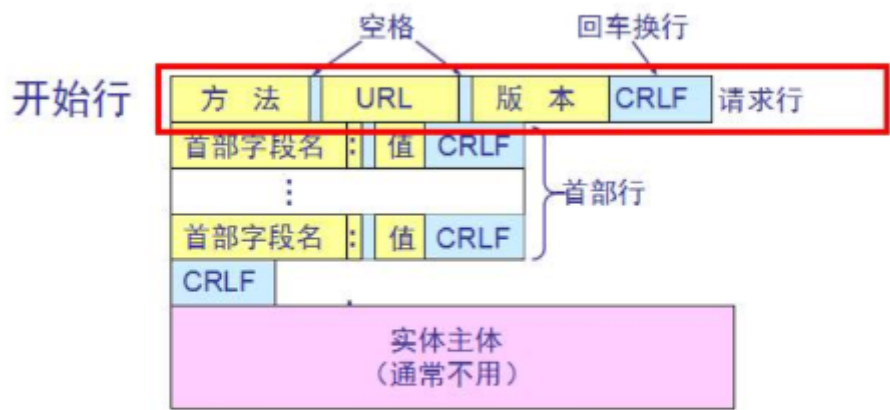 空格 回车换行
开始行 方 法 URL 版 本 CRLF 请求行
首部字段名 : 值 CRLF
⋮ 首部行
首部字段名 : 值 CRLF
CRLF
实体主体
（通常不用）